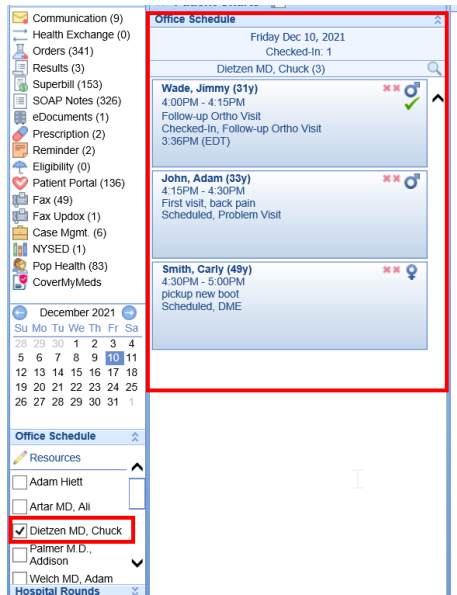 Communication (9)
Health Exchange (0)
Orders (341)
Results (3)
Superbill (153)
SOAP Notes (326)
eDocuments (1)
Prescription (2)
Reminder (2)
Eligibility (0)
Patient Portal (136)
Fax (49)
Fax Updox (1)
Case Mgmt. (6)
NYSED (1)
Pop Health (83)
CoverMyMeds
December 2021
Su Mo Tu We Th Fr Sa
28 29 30 1 2 3 4
5 6 7 8 9 10 11
12 13 14 15 16 17 18
19 20 21 22 23 24 25
26 27 28 29 30 31 1
Office Schedule
Resources
Adam Hiett
Artar MD, Ali
Dietzen MD, Chuck
Palmer M.D.,
Addison
Welch MD, Adam
Hospital Rounds
Office Schedule
Friday Dec 10, 2021
Checked-In: 1
Dietzen MD, Chuck (3)
Wade, Jimmy (31y)
4:00PM - 4:15PM
Follow-up Ortho Visit
Checked-In, Follow-up Ortho Visit
3:36PM (EDT)
John, Adam (33y)
4:15PM - 4:30PM
First visit, back pain
Scheduled, Problem Visit
Smith, Carly (49y)
4:30PM - 5:00PM
pickup new boot
Scheduled, DME